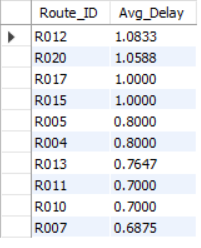 Route_ID Avg_Delay
R012 1.0833
R020 1.0588
R017 1.0000
R015 1.0000
R005 0.8000
R004 0.8000
R013 0.7647
R011 0.7000
R010 0.7000
R007 0.6875